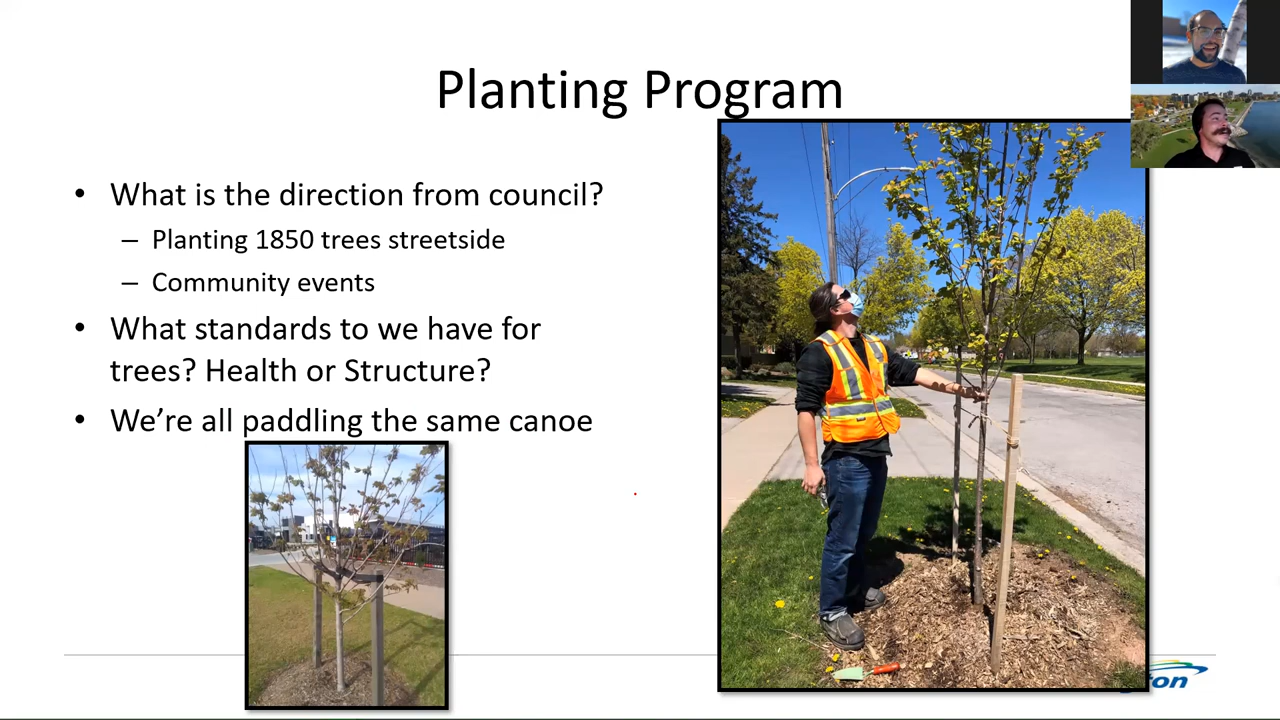 Planting Program
• What is the direction from council?
– Planting 1850 trees streetside
– Community events
• What standards to we have for
trees? Health or Structure?
• We’re all paddling the same canoe